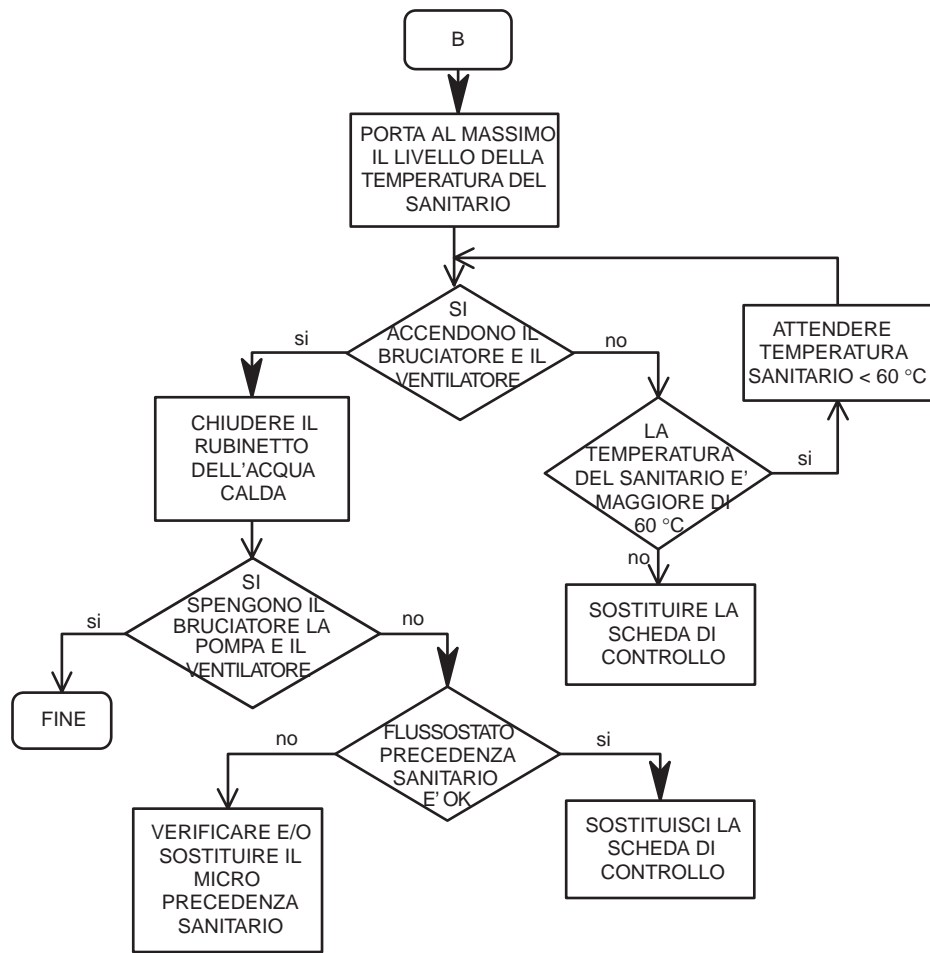 B
PORTA AL MASSIMO
IL LIVELLO DELLA
TEMPERATURA DEL
SANITARIO
SI
ACCENDONO IL
BRUCIATORE E IL
VENTILATORE
si
no
ATTENDERE
TEMPERATURA
SANITARIO < 60 °C
CHIUDERE IL
RUBINETTO
DELL'ACQUA
CALDA
LA
TEMPERATURA
DEL SANITARIO E'
MAGGIORE DI
60 °C
si
no
SOSTITUIRE LA
SCHEDA DI
CONTROLLO
SI
SPENGONO IL
BRUCIATORE LA
POMPA E IL
VENTILATORE
si
no
FINE
FLUSSOSTATO
PRECEDENZA
SANITARIO
E' OK
no
si
VERIFICARE E/O
SOSTITUIRE IL
MICRO
PRECEDENZA
SANITARIO
SOSTITUISCI LA
SCHEDA DI
CONTROLLO